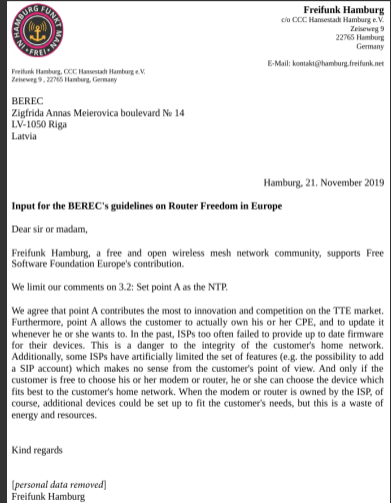 HAMBURG FUNKT
MAN
IN
FREI
Freifunk Hamburg
c/o CCC Hansestadt Hamburg e.V.
Zeiseweg 9
22765 Hamburg
Germany
E-Mail: kontakt@hamburg.freifunk.net
Freifunk Hamburg, CCC Hansestadt Hamburg e.V.
Zeiseweg 9 , 22765 Hamburg, Germany
BEREC
Zigfrida Annas Meierovica boulevard № 14
LV-1050 Riga
Latvia
Hamburg, 21. November 2019
Input for the BEREC's guidelines on Router Freedom in Europe
Dear sir or madam,
Freifunk Hamburg, a free and open wireless mesh network community, supports Free
Software Foundation Europe's contribution.
We limit our comments on 3.2: Set point A as the NTP.
We agree that point A contributes the most to innovation and competition on the TTE market.
Furthermore, point A allows the customer to actually own his or her CPE, and to update it
whenever he or she wants to. In the past, ISPs too often failed to provide up to date firmware
for their devices. This is a danger to the integrity of the customer's home network.
Additionally, some ISPs have artificially limited the set of features (e.g. the possibility to add
a SIP account) which makes no sense from the customer's point of view. And only if the
customer is free to choose his or her modem or router, he or she can choose the device which
fits best to the customer's home network. When the modem or router is owned by the ISP, of
course, additional devices could be set up to fit the customer's needs, but this is a waste of
energy and resources.
Kind regards
[personal data removed]
Freifunk Hamburg